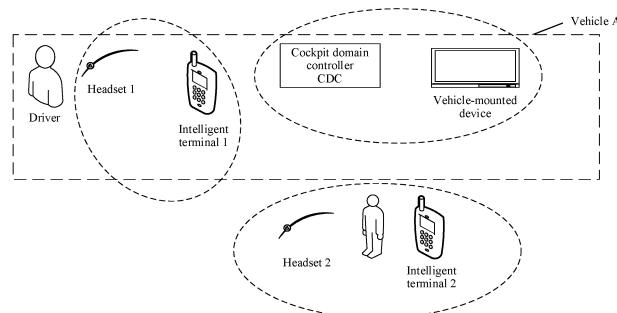 Vehicle A
Cockpit domain
controller
CDC
Headset 1
Driver
Vehicle-mounted
device
Intelligent
terminal 1
Headset 2
Intelligent
terminal 2